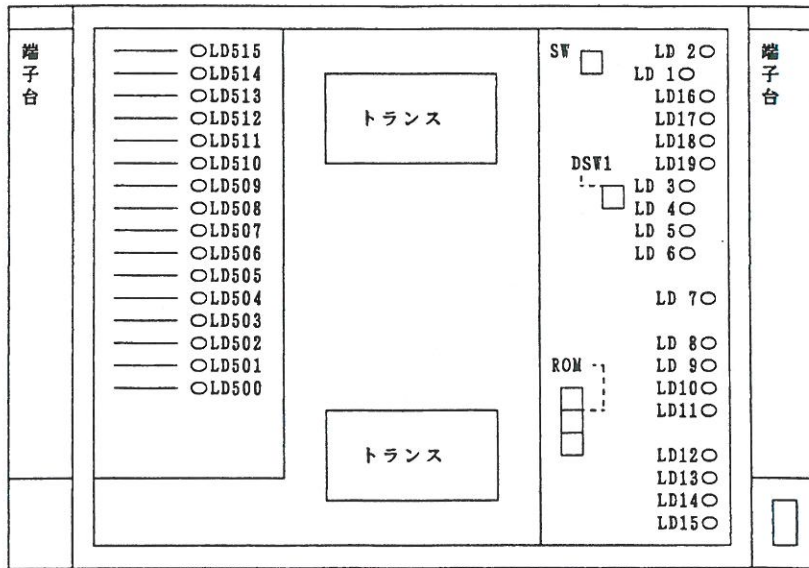 端子台
LD515
LD514
LD513
LD512
LD511
LD510
LD509
LD508
LD507
LD506
LD505
LD504
LD503
LD502
LD501
LD500
トランス
トランス
SW
DSW1
ROM
LD 2
LD 1
LD16
LD17
LD18
LD19
LD 3
LD 4
LD 5
LD 6
LD 7
LD 8
LD 9
LD10
LD11
LD12
LD13
LD14
LD15
端子台